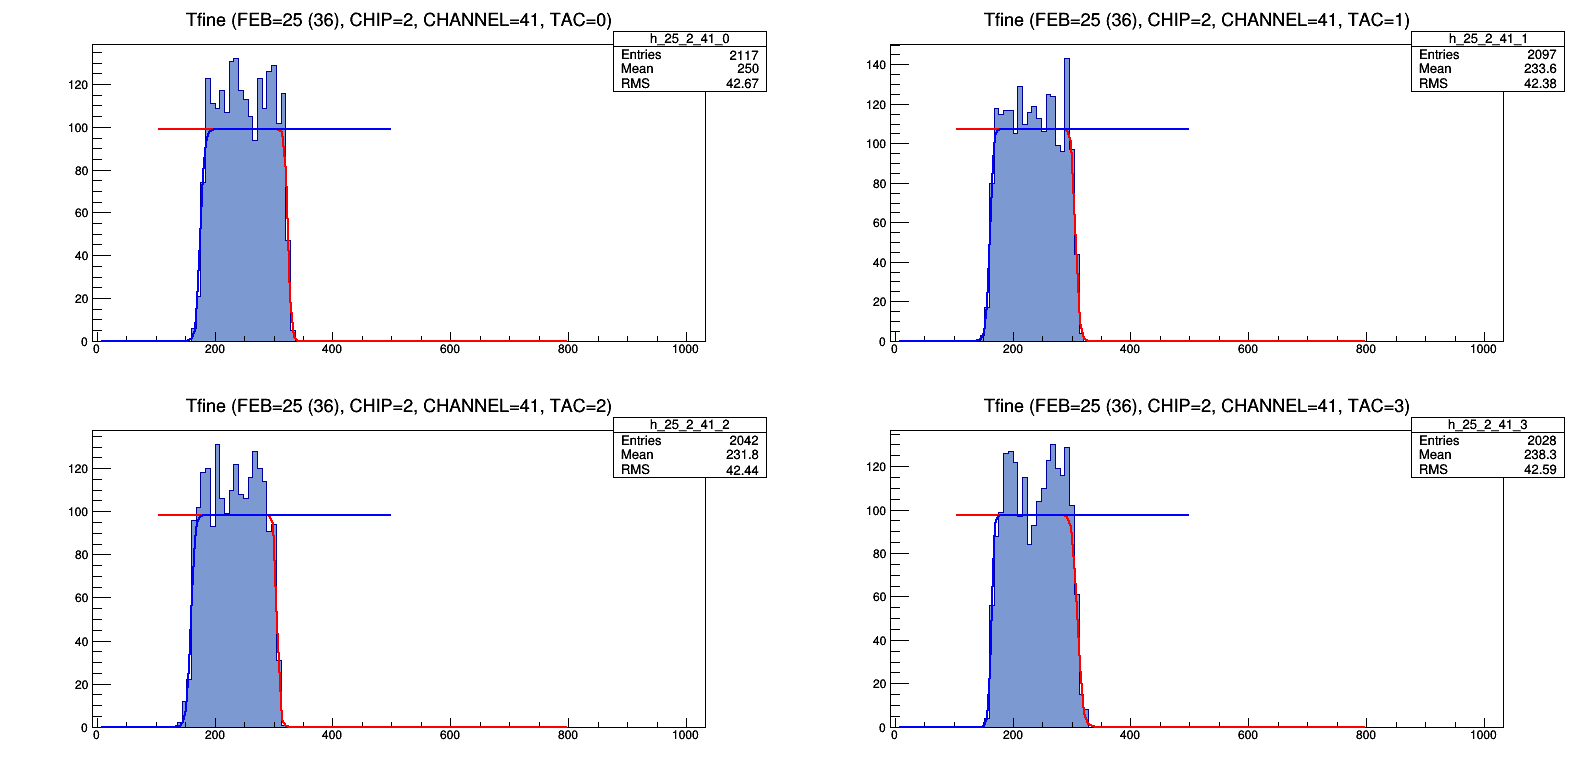 Tfine (FEB=25 (36), CHIP=2, CHANNEL=41, TAC=0)
h_25_2_41_0
Entries 2117
Mean 250
RMS 42.67
120
100
80
60
40
20
0
0 200 400 600 800 1000
Tfine (FEB=25 (36), CHIP=2, CHANNEL=41, TAC=1)
h_25_2_41_1
Entries 2097
Mean 233.6
RMS 42.38
140
120
100
80
60
40
20
0
0 200 400 600 800 1000
Tfine (FEB=25 (36), CHIP=2, CHANNEL=41, TAC=2)
h_25_2_41_2
Entries 2042
Mean 231.8
RMS 42.44
120
100
80
60
40
20
0
0 200 400 600 800 1000
Tfine (FEB=25 (36), CHIP=2, CHANNEL=41, TAC=3)
h_25_2_41_3
Entries 2028
Mean 238.3
RMS 42.59
120
100
80
60
40
20
0
0 200 400 600 800 1000